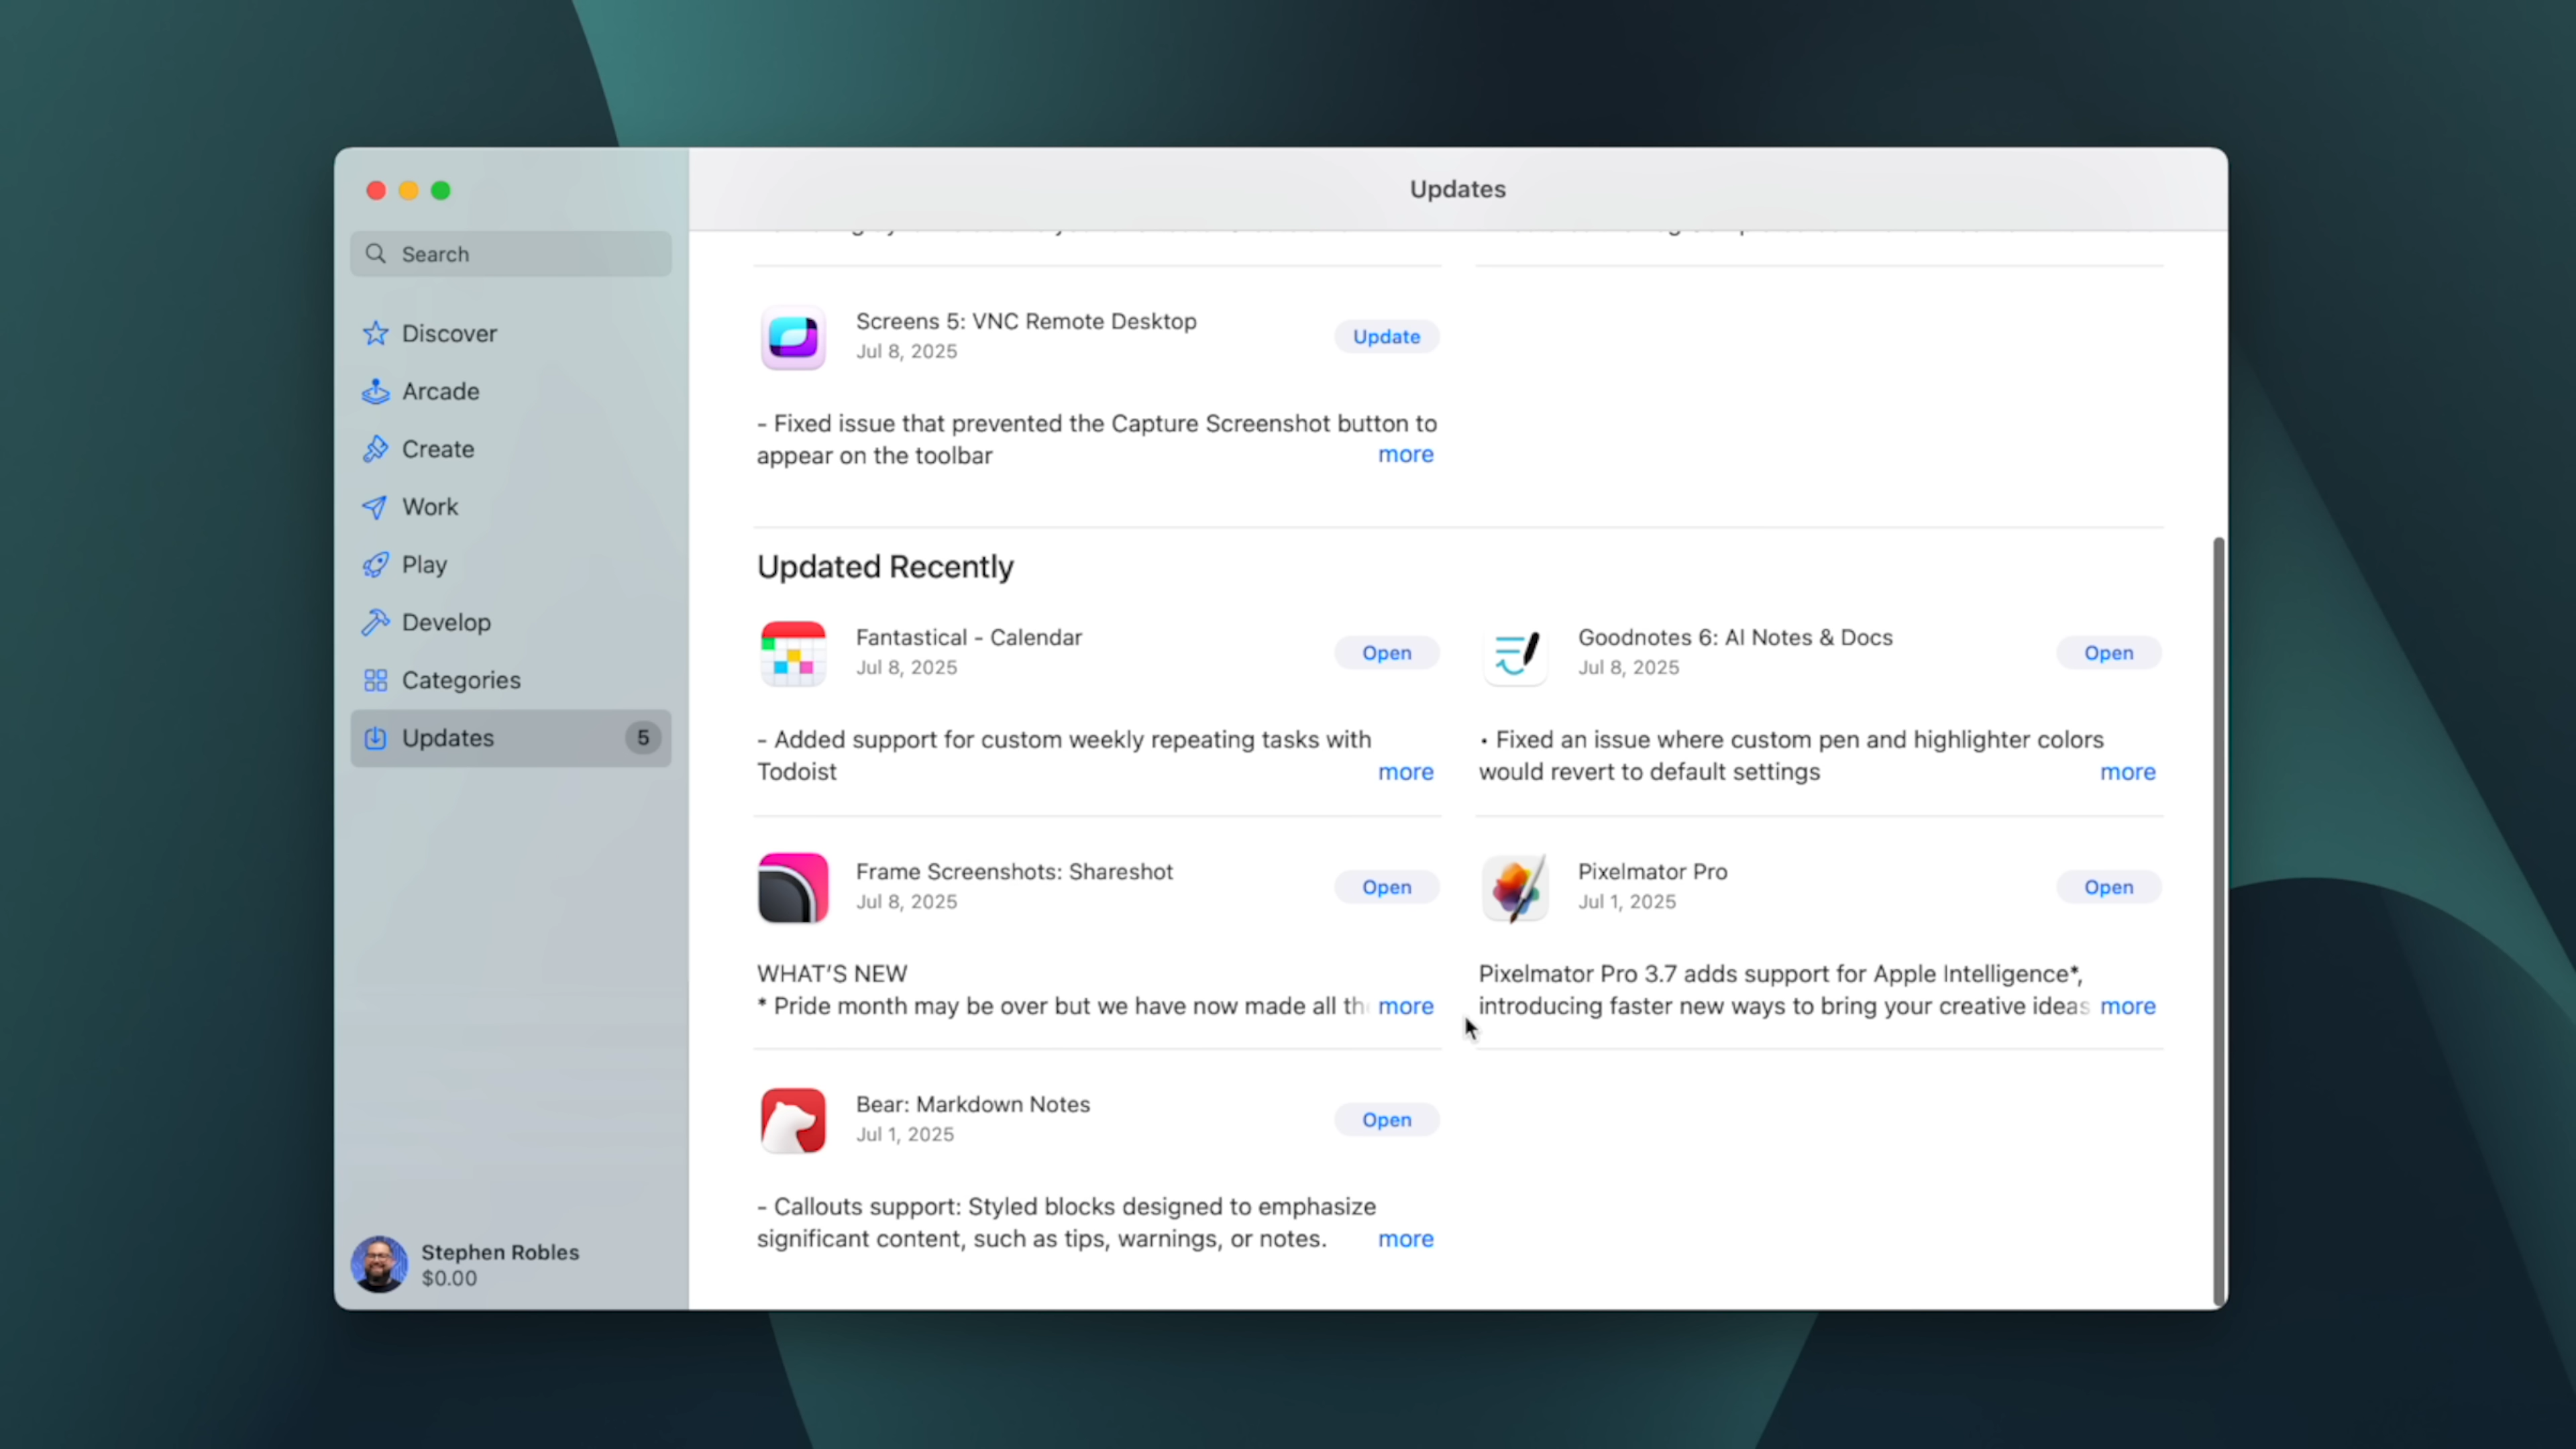 Updates
Search
Discover
Arcade
Create
Work
Play
Develop
Categories
Updates 5
Stephen Robles
$0.00
Screens 5: VNC Remote Desktop
Jul 8, 2025
Update
- Fixed issue that prevented the Capture Screenshot button to
appear on the toolbar more
Updated Recently
Fantastical - Calendar
Jul 8, 2025
Open
- Added support for custom weekly repeating tasks with
Todoist more
Goodnotes 6: AI Notes & Docs
Jul 8, 2025
Open
• Fixed an issue where custom pen and highlighter colors
would revert to default settings more
Frame Screenshots: Shareshot
Jul 8, 2025
Open
WHAT'S NEW
* Pride month may be over but we have now made all more
Pixelmator Pro
Jul 1, 2025
Open
Pixelmator Pro 3.7 adds support for Apple Intelligence*,
introducing faster new ways to bring your creative ideas more
Bear: Markdown Notes
Jul 1, 2025
Open
- Callouts support: Styled blocks designed to emphasize
significant content, such as tips, warnings, or notes. more